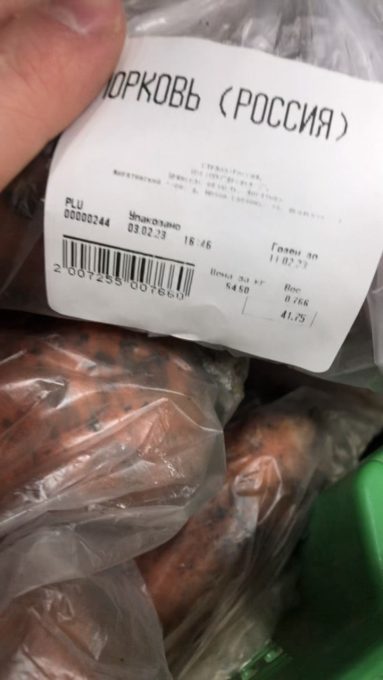 МОРКОВЬ (РОССИЯ)
PLU
00000244
Упаковано
03.02.23 16:46
Годен до
11.02.23
Цена за кг
54.50
Вес
0.766
41.75
2 007255 007660